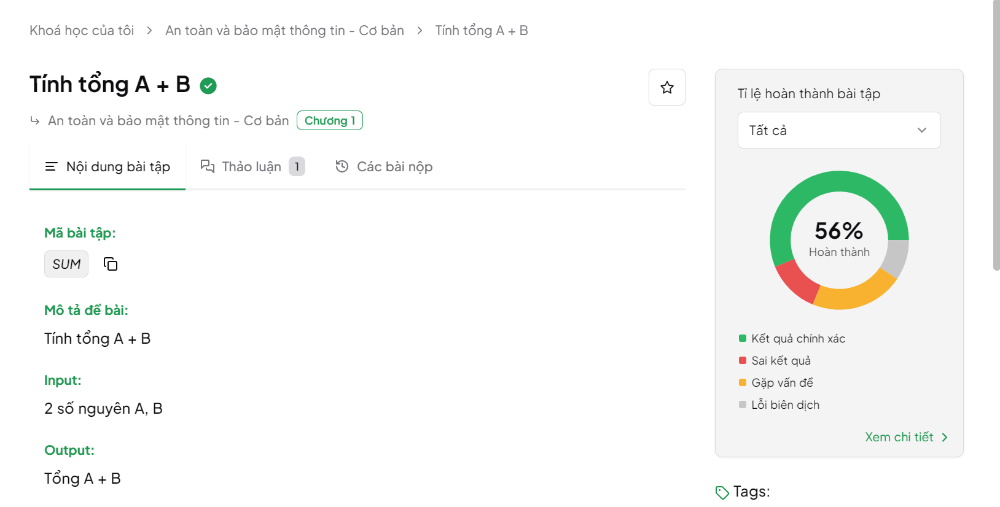 Khoá học của tôi > An toàn và bảo mật thông tin - Cơ bản > Tính tổng A + B
Tính tổng A + B
An toàn và bảo mật thông tin - Cơ bản Chương 1
Nội dung bài tập Thảo luận 1 Các bài nộp
Mã bài tập:
SUM
Mô tả đề bài:
Tính tổng A + B
Input:
2 số nguyên A, B
Output:
Tổng A + B
Tỉ lệ hoàn thành bài tập
Tất cả
56%
Hoàn thành
Kết quả chính xác
Sai kết quả
Gặp vấn đề
Lỗi biên dịch
Xem chi tiết >
Tags: